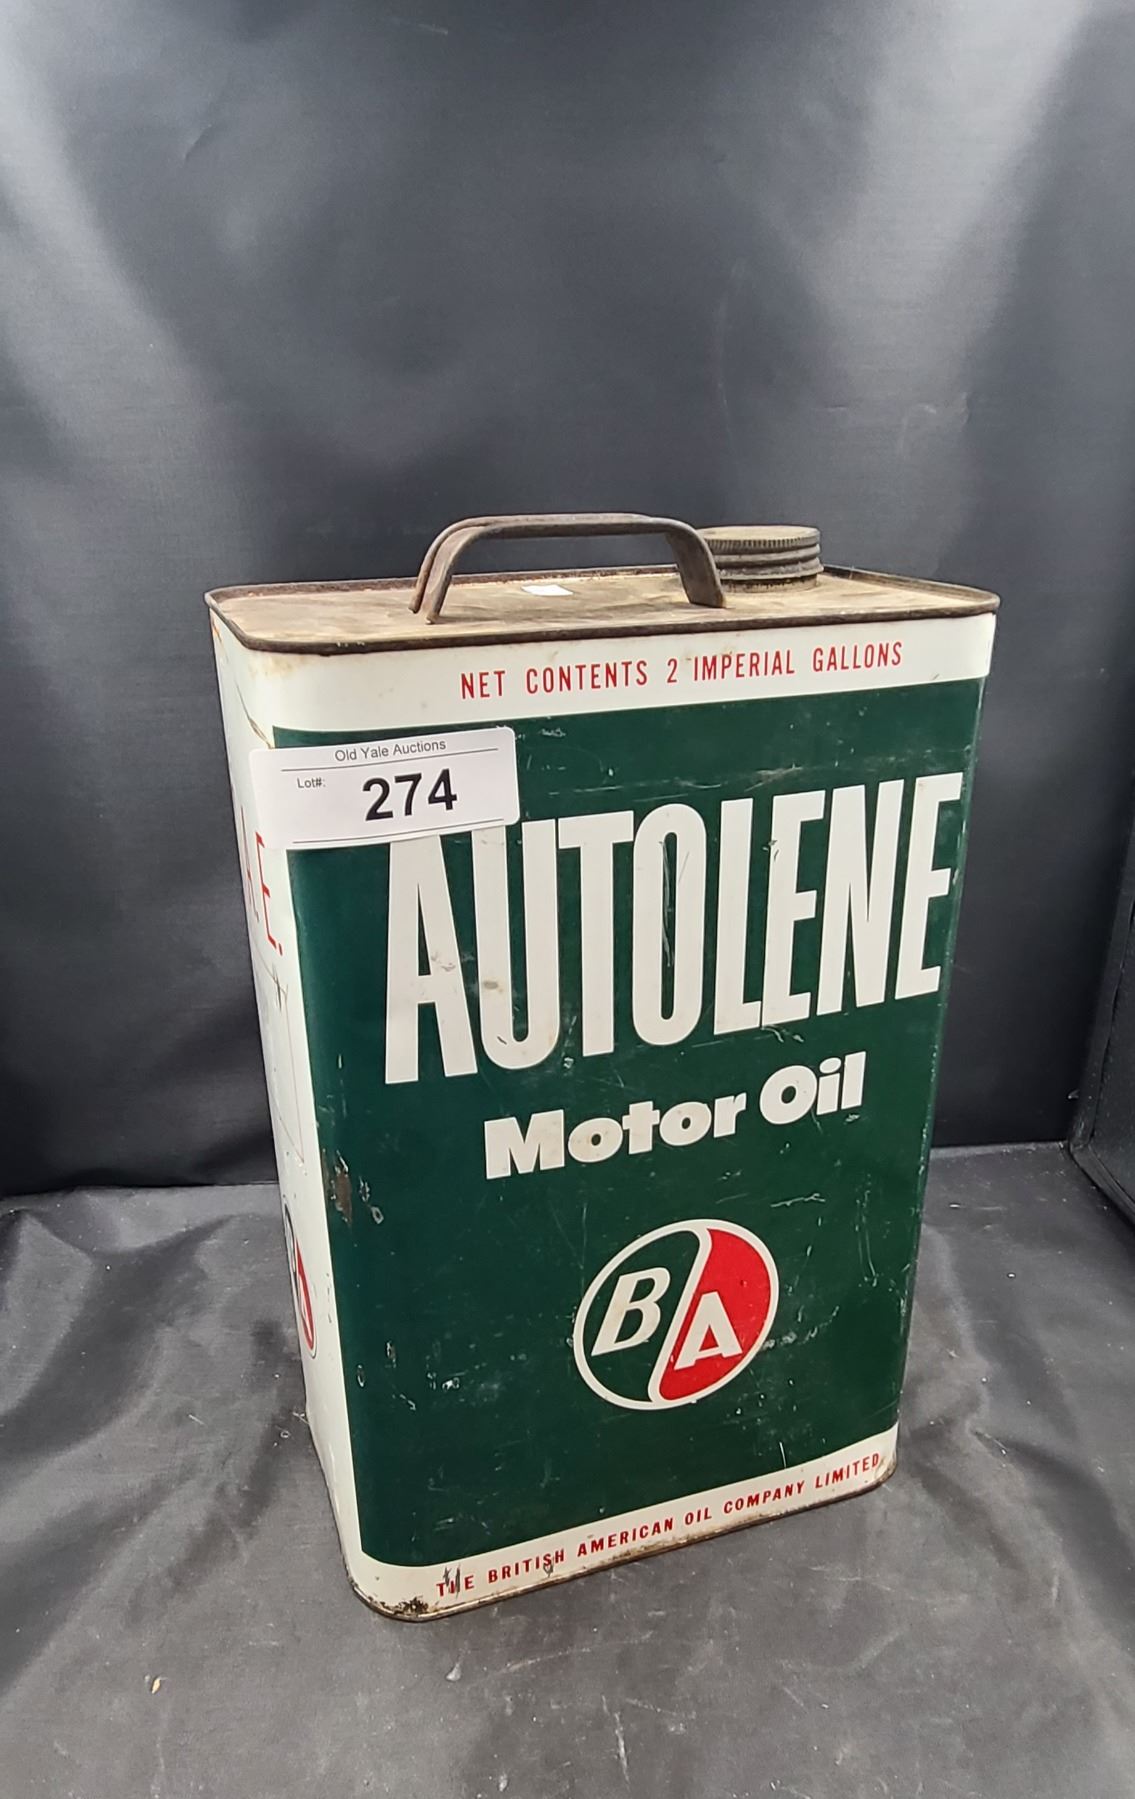 NET CONTENTS 2 IMPERIAL GALLONS
Old Yale Auctions
Lot#: 274
AUTOLENE
Motor Oil
B A
THE BRITISH AMERICAN OIL COMPANY LIMITED